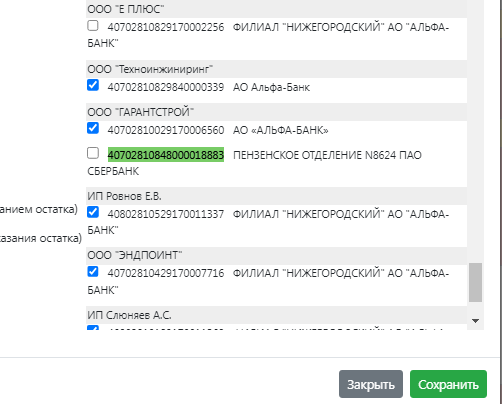 ООО "Е ПЛЮС"
40702810829170002256 ФИЛИАЛ "НИЖЕГОРОДСКИЙ" АО "АЛЬФА-
БАНК"
ООО "Техноинжиниринг"
40702810829840000339 АО Альфа-Банк
ООО "ГАРАНТСТРОЙ"
40702810029170006560 АО «АЛЬФА-БАНК»
40702810848000018883 ПЕНЗЕНСКОЕ ОТДЕЛЕНИЕ N8624 ПАО
СБЕРБАНК
ИП Ровнов Е.В.
анием остатка)
40802810529170011337 ФИЛИАЛ "НИЖЕГОРОДСКИЙ" АО "АЛЬФА-
БАНК"
казания остатка)
ООО "ЭНДПОИНТ"
40702810429170007716 ФИЛИАЛ "НИЖЕГОРОДСКИЙ" АО "АЛЬФА-
БАНК"
ИП Слюняев А.С.
Закрыть Сохранить